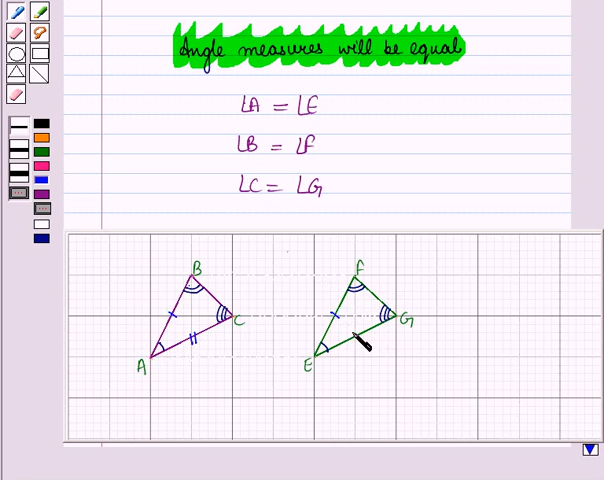 Angle measures will be equal
∠A = ∠E
∠B = ∠F
∠C = ∠G
B F
C G
A E